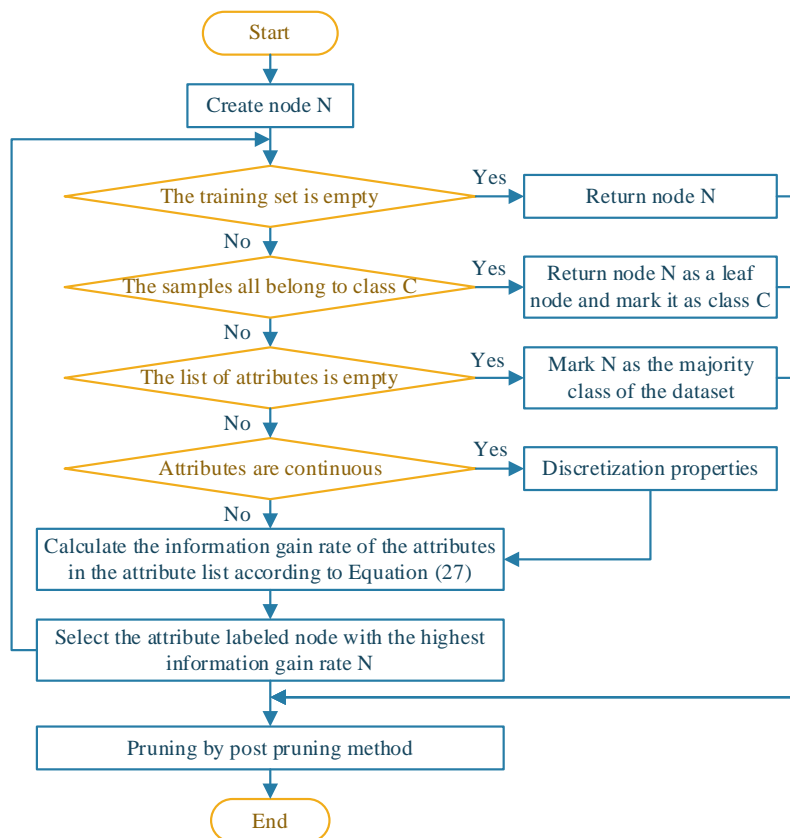 Start
Create node N
The training set is empty
Yes
Return node N
No
The samples all belong to class C
Yes
Return node N as a leaf
node and mark it as class C
No
The list of attributes is empty
Yes
Mark N as the majority
class of the dataset
No
Attributes are continuous
Yes
Discretization properties
No
Calculate the information gain rate of the attributes
in the attribute list according to Equation (27)
Select the attribute labeled node with the highest
information gain rate N
Pruning by post pruning method
End